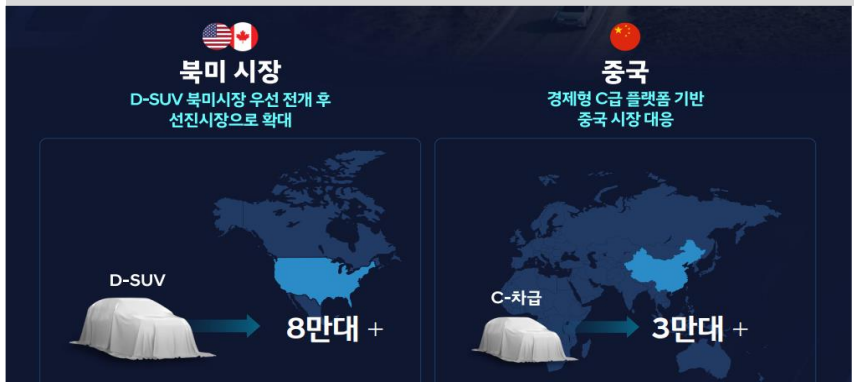 북미 시장
D-SUV 북미시장 우선 전개 후
선진시장으로 확대
D-SUV
8만대 +
중국
경제형 C급 플랫폼 기반
중국 시장 대응
C-차급
3만대 +